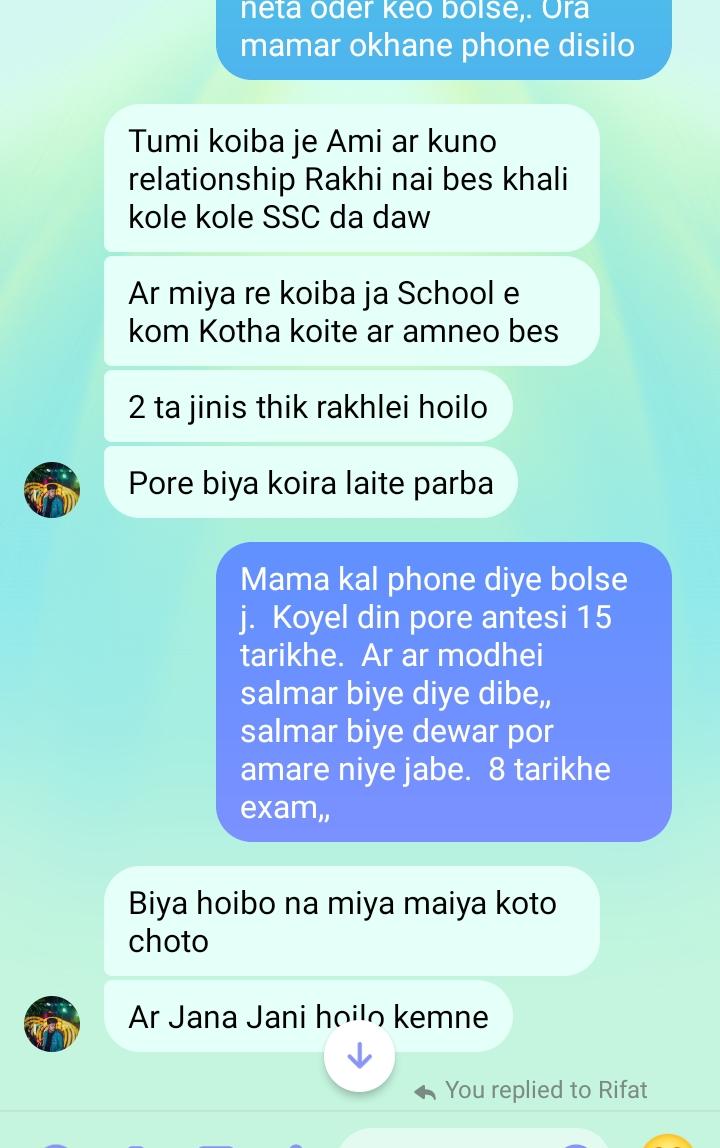 neta oder keo bolse,. Ora
mamar okhane phone disilo
Tumi koiba je Ami ar kuno
relationship Rakhi nai bes khali
kole kole SSC da daw
Ar miya re koiba ja School e
kom Kotha koite ar amneo bes
2 ta jinis thik rakhlei hoilo
Pore biya koira laite parba
Mama kal phone diye bolse
j.  Koyel din pore antesi 15
tarikhe.  Ar ar modhei
salmar biye diye dibe,,
salmar biye dewar por
amare niye jabe.  8 tarikhe
exam,,
Biya hoibo na miya maiya koto
choto
Ar Jana Jani hoilo kemne
You replied to Rifat